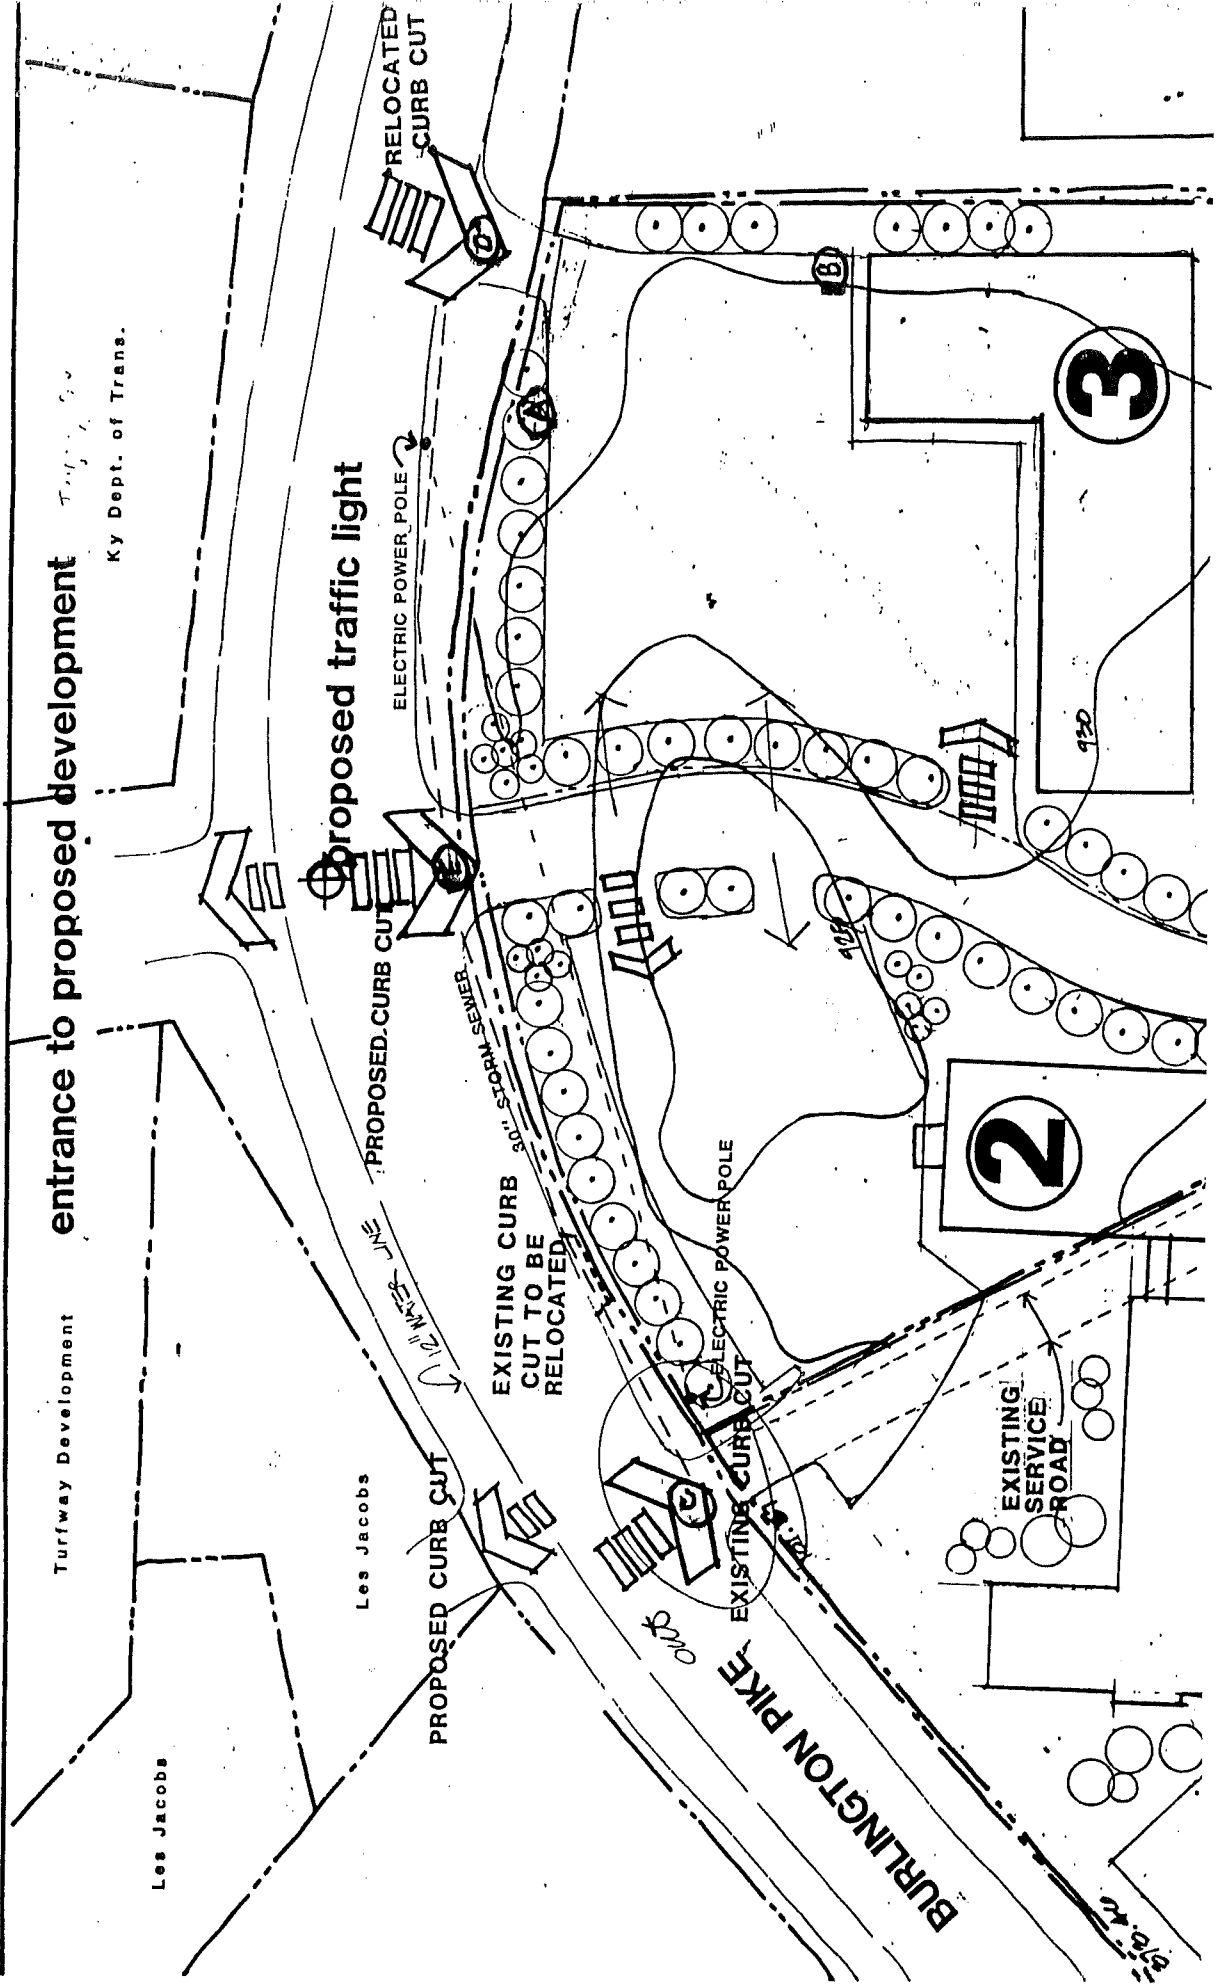 Les Jacobs
Turfway Development
entrance to proposed development
Ky Dept. of Trans.
Les Jacobs
PROPOSED CURB CUT
12" WATER LINE
PROPOSED CURB CUT
proposed traffic light
ELECTRIC POWER POLE
RELOCATED
CURB CUT
EXISTING CURB
CUT TO BE
RELOCATED
30" STORM SEWER
ELECTRIC POWER POLE
EXISTING CURB CUT
BURLINGTON PIKE
EXISTING
SERVICE
ROAD
A
B
C
D
E
2
3
930